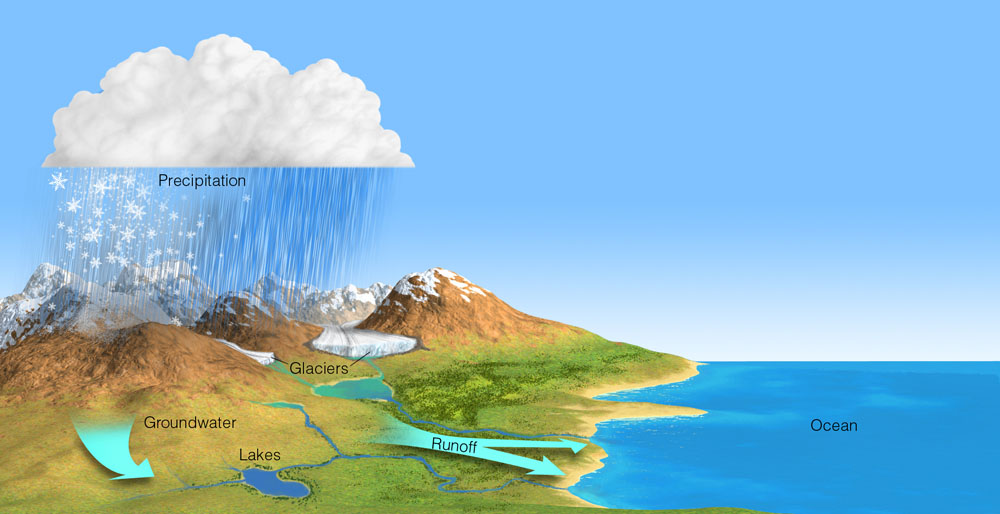 Precipitation
Glaciers
Groundwater
Runoff
Lakes
Ocean